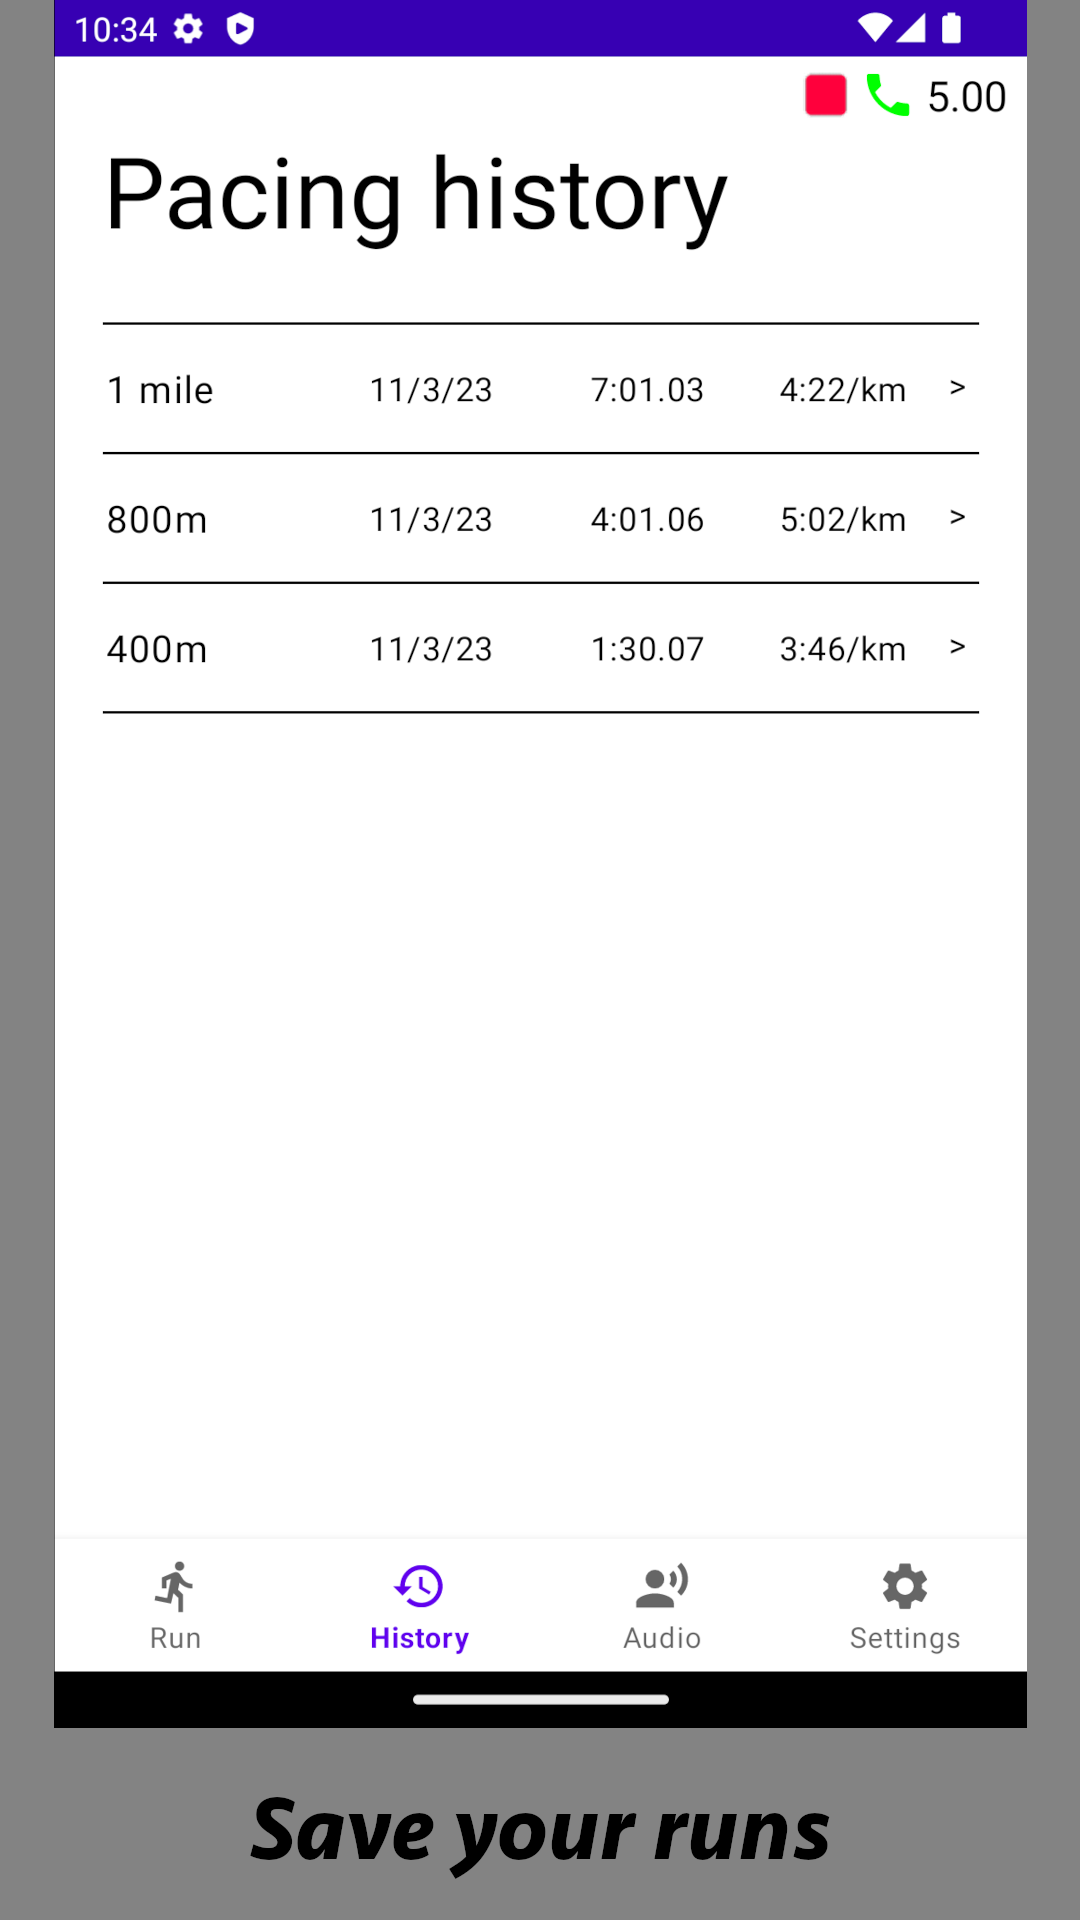 10:34
5.00
Pacing history
1 mile 11/3/23 7:01.03 4:22/km >
800m 11/3/23 4:01.06 5:02/km >
400m 11/3/23 1:30.07 3:46/km >
Run History Audio Settings
Save your runs